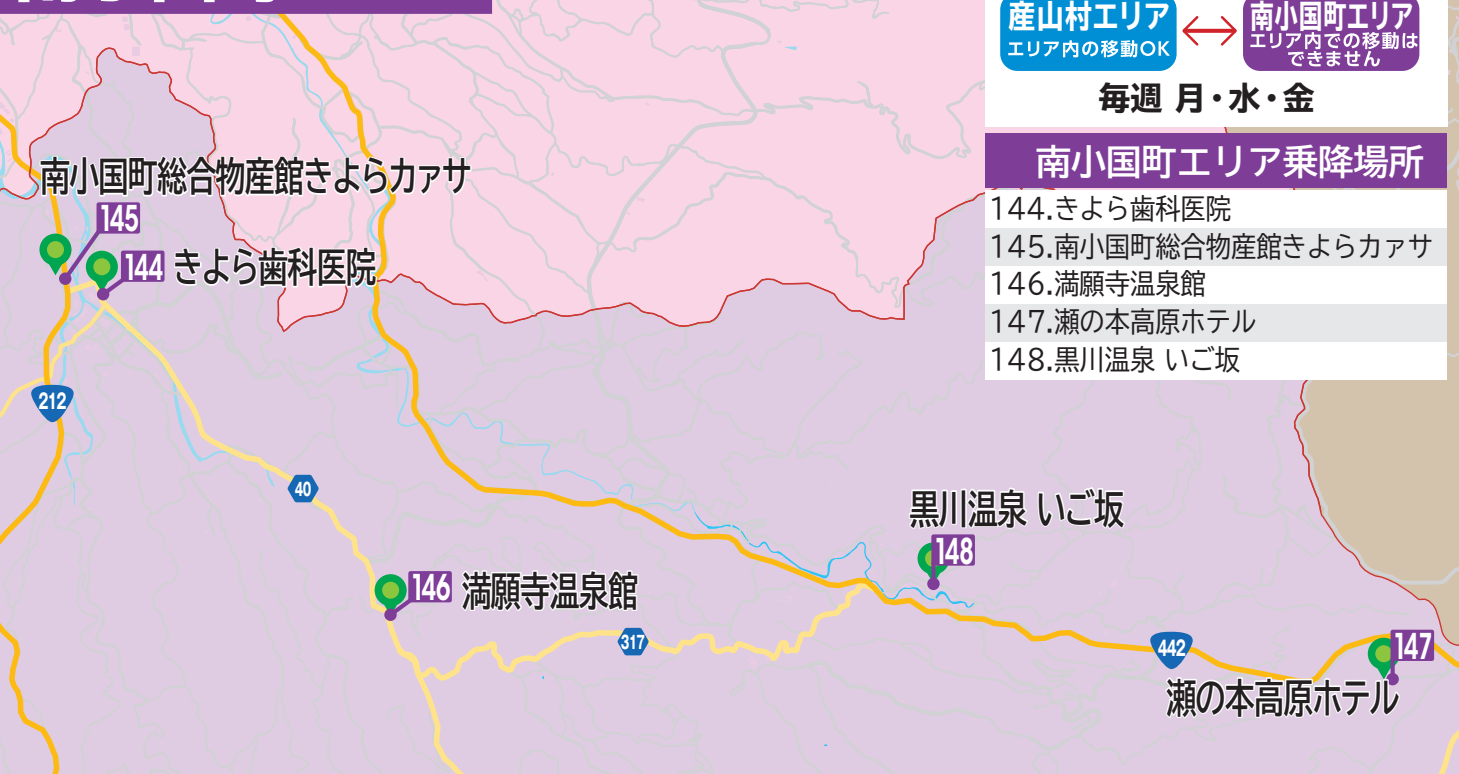 産山村エリア
エリア内の移動OK
南小国町エリア
エリア内での移動は
できません
毎週 月・水・金
南小国町エリア乗降場所
144.きよら歯科医院
145.南小国町総合物産館きよらカァサ
146.満願寺温泉館
147.瀬の本高原ホテル
148.黒川温泉 いご坂
南小国町総合物産館きよらカァサ
145
144 きよら歯科医院
212
40
黒川温泉 いご坂
148
146 満願寺温泉館
317
442
147
瀬の本高原ホテル